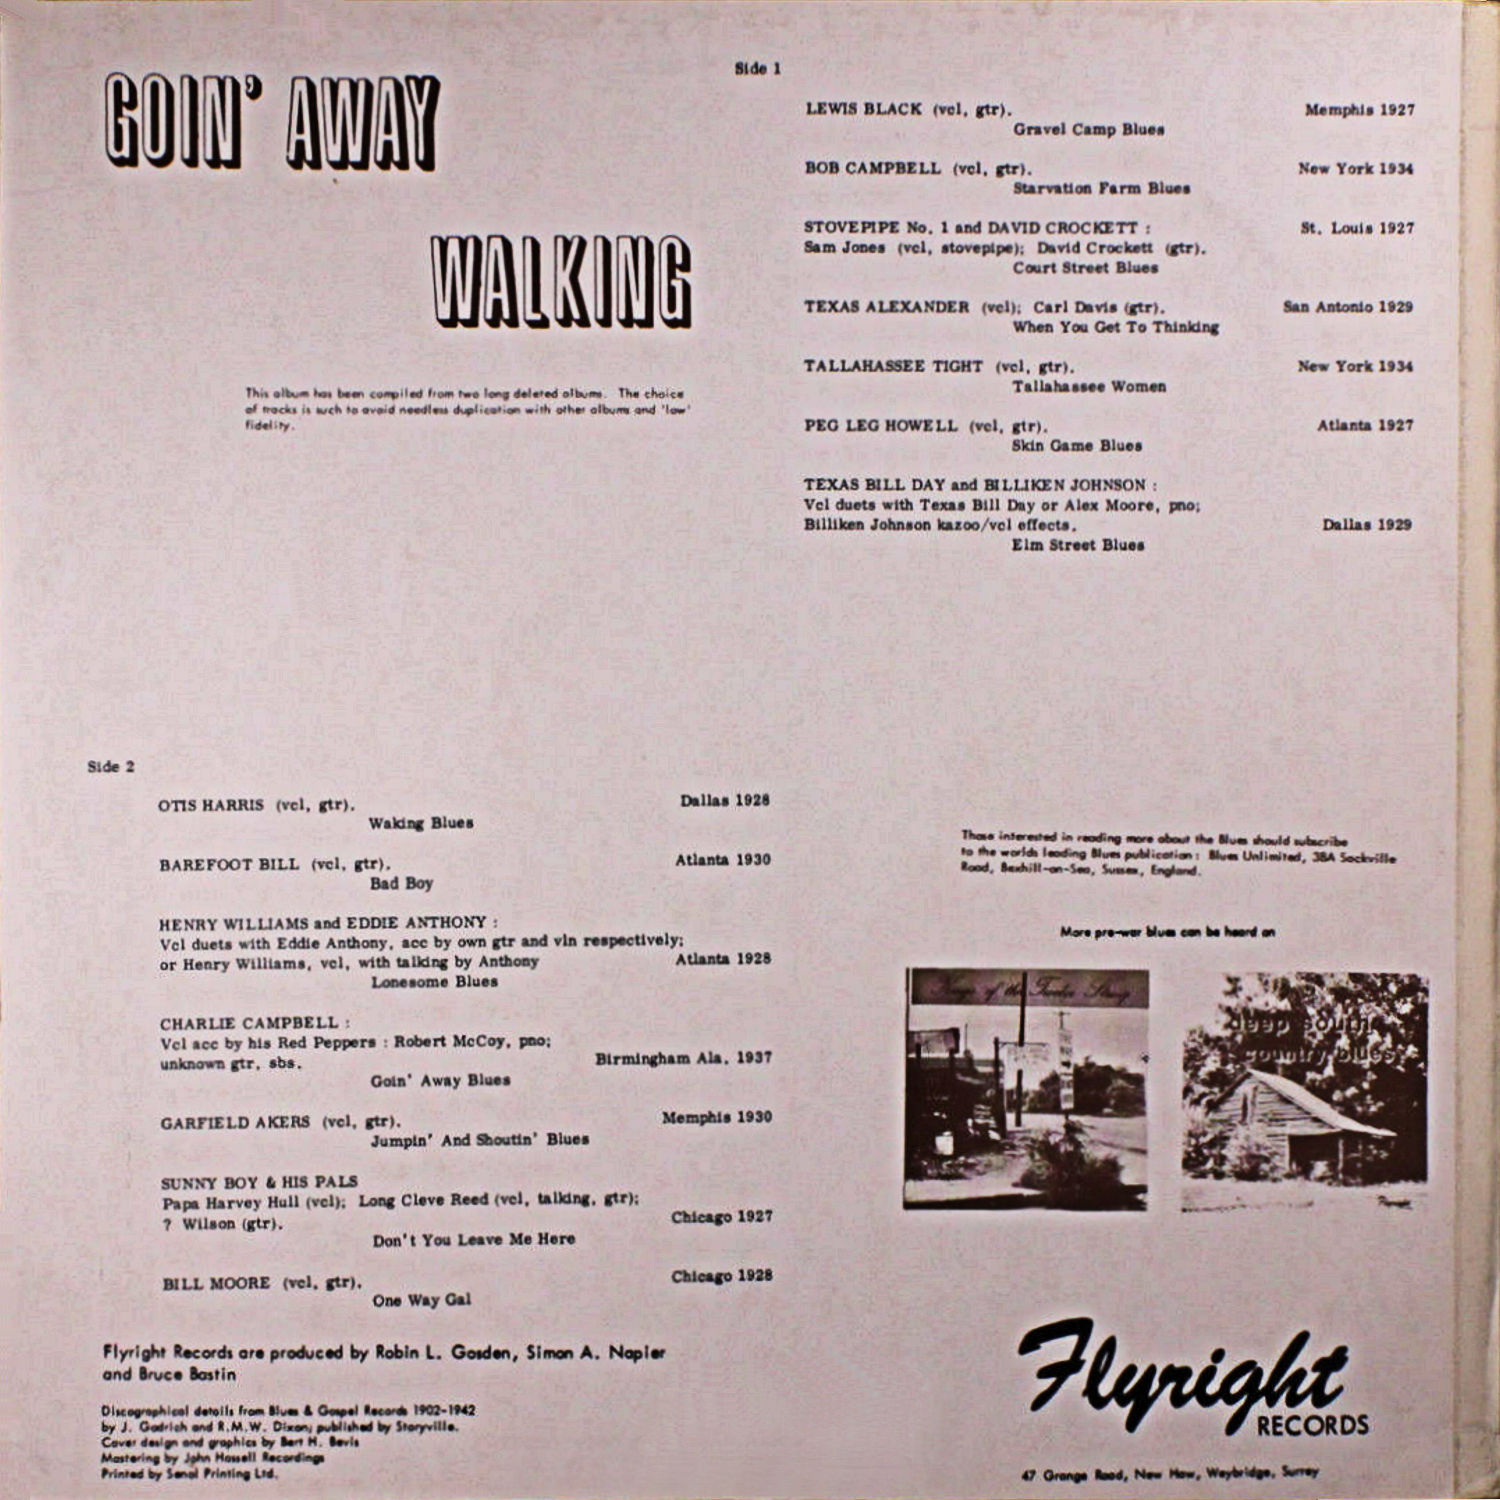 GOIN' AWAY
WALKING
This album has been compiled from two long deleted albums. The choice
of tracks is such to avoid needless duplication with other albums and 'low'
fidelity.
Side 1
LEWIS BLACK (vcl, gtr). Memphis 1927
Gravel Camp Blues
BOB CAMPBELL (vcl, gtr). New York 1934
Starvation Farm Blues
STOVEPIPE No. 1 and DAVID CROCKETT : St. Louis 1927
Sam Jones (vcl, stovepipe); David Crockett (gtr).
Court Street Blues
TEXAS ALEXANDER (vcl); Carl Davis (gtr). San Antonio 1929
When You Get To Thinking
TALLAHASSEE TIGHT (vcl, gtr). New York 1934
Tallahassee Women
PEG LEG HOWELL (vcl, gtr). Atlanta 1927
Skin Game Blues
TEXAS BILL DAY and BILLIKEN JOHNSON :
Vcl duets with Texas Bill Day or Alex Moore, pno;
Billiken Johnson kazoo/vcl effects. Dallas 1929
Elm Street Blues
Side 2
OTIS HARRIS (vcl, gtr). Dallas 1928
Waking Blues
BAREFOOT BILL (vcl, gtr). Atlanta 1930
Bad Boy
HENRY WILLIAMS and EDDIE ANTHONY :
Vcl duets with Eddie Anthony, acc by own gtr and vln respectively;
or Henry Williams, vcl, with talking by Anthony Atlanta 1928
Lonesome Blues
CHARLIE CAMPBELL :
Vcl acc by his Red Peppers : Robert McCoy, pno;
unknown gtr, sbs. Birmingham Ala. 1937
Goin' Away Blues
GARFIELD AKERS (vcl, gtr). Memphis 1930
Jumpin' And Shoutin' Blues
SUNNY BOY & HIS PALS
Papa Harvey Hull (vcl); Long Cleve Reed (vcl, talking, gtr);
? Wilson (gtr). Chicago 1927
Don't You Leave Me Here
BILL MOORE (vcl, gtr). Chicago 1928
One Way Gal
Flyright Records are produced by Robin L. Gosden, Simon A. Napier
and Bruce Bastin
Discographical details from Blues & Gospel Records 1902-1942
by J. Godrich and R.M.W. Dixon; published by Storyville.
Cover design and graphics by Bert H. Bevis
Mastering by John Hassell Recordings
Printed by Senol Printing Ltd.
Those interested in reading more about the Blues should subscribe
to the worlds leading Blues publication : Blues Unlimited, 38A Sackville
Road, Bexhill-on-Sea, Sussex, England.
More pre-war blues can be heard on
Kings of the Twelve String
deep south
country blues
Flyright
RECORDS
47 Grange Road, New Haw, Weybridge, Surrey